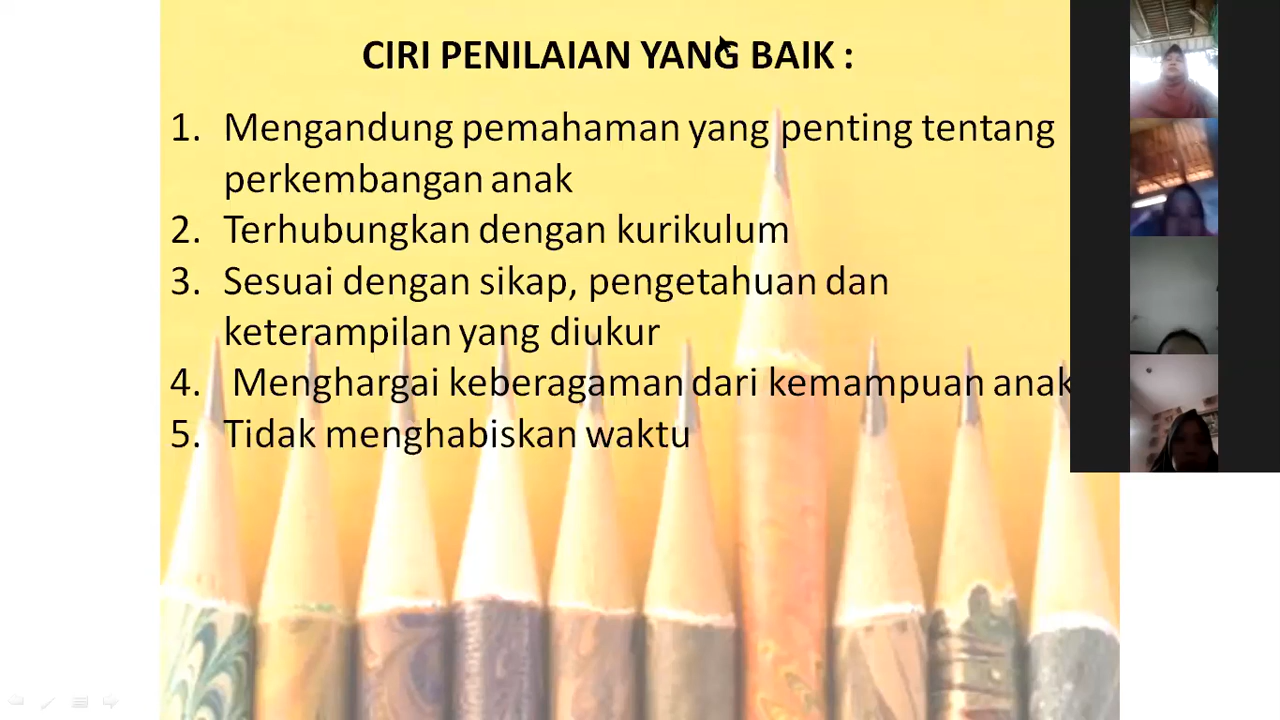 CIRI PENILAIAN YANG BAIK :
1. Mengandung pemahaman yang penting tentang
perkembangan anak
2. Terhubungkan dengan kurikulum
3. Sesuai dengan sikap, pengetahuan dan
keterampilan yang diukur
4. Menghargai keberagaman dari kemampuan anak
5. Tidak menghabiskan waktu